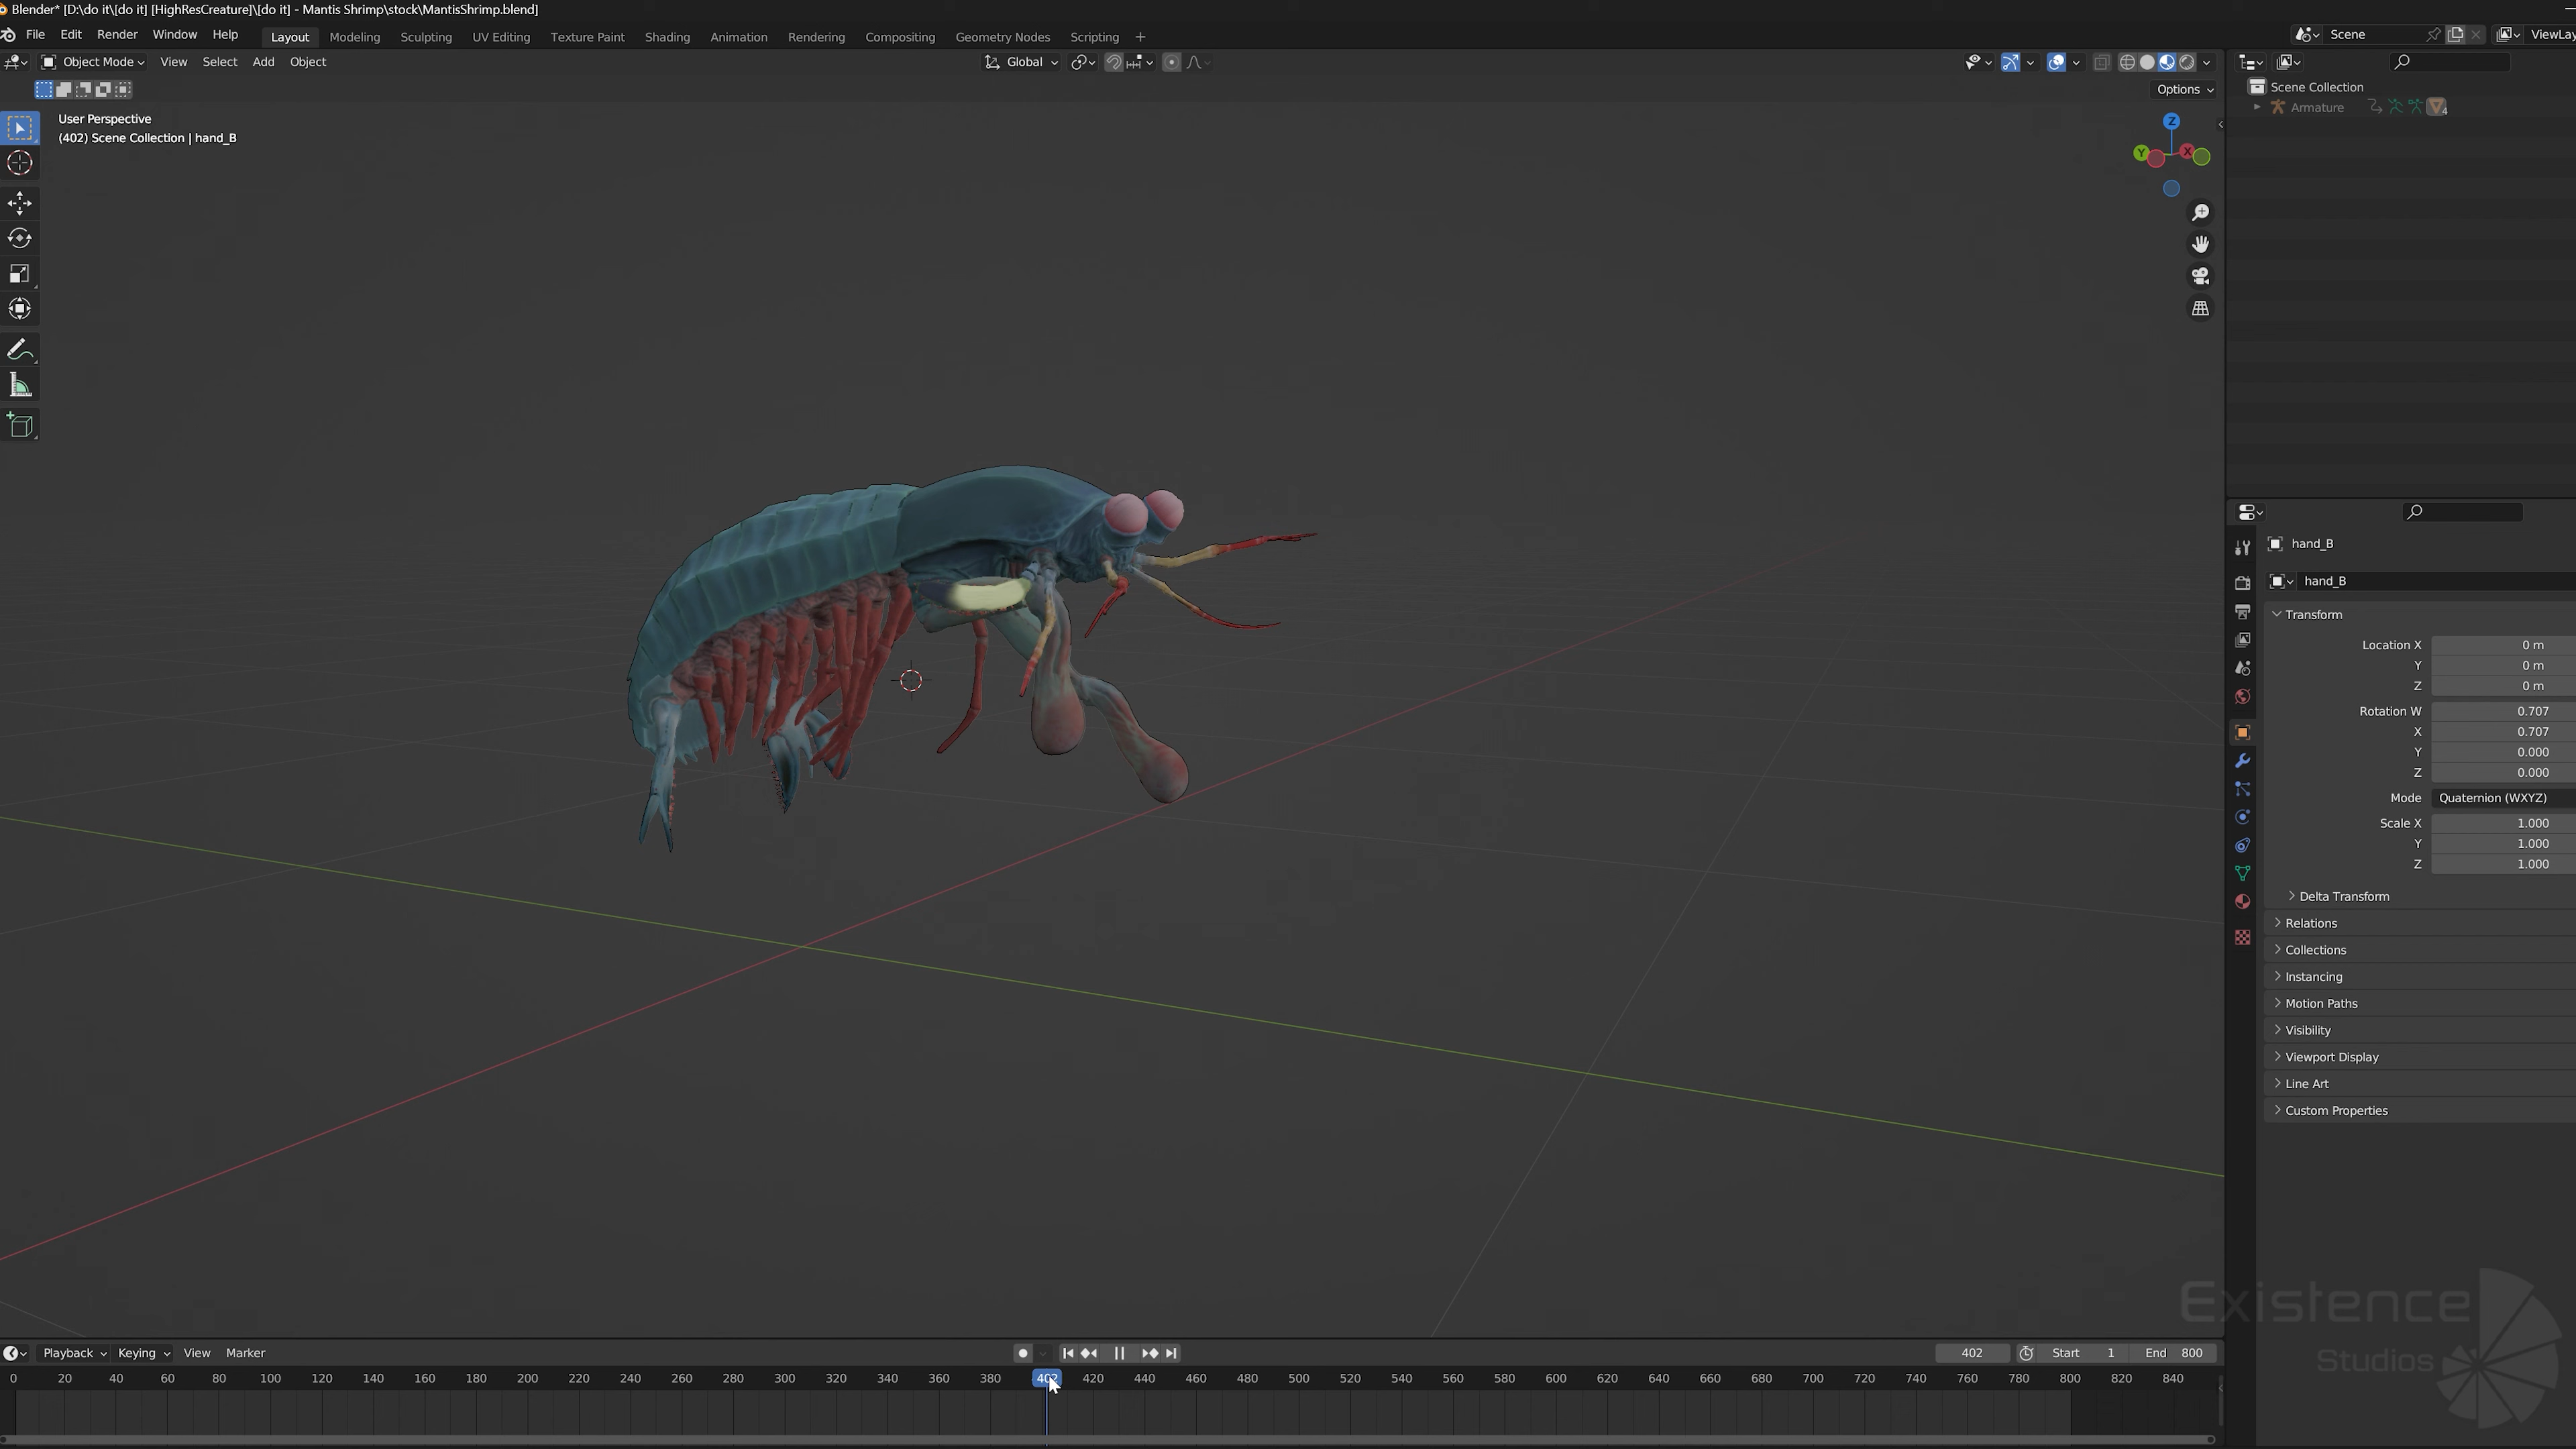 Blender* [D:\do it\[do it] [HighResCreature]\[do it] - Mantis Shrimp\stock\MantisShrimp.blend]
File Edit Render Window Help Layout Modeling Sculpting UV Editing Texture Paint Shading Animation Rendering Compositing Geometry Nodes Scripting + Scene ViewLay
Object Mode View Select Add Object Global
Options
User Perspective
(402) Scene Collection | hand_B
Z
Y X
Scene Collection
Armature 4
hand_B
hand_B
Transform
Location X 0 m
Y 0 m
Z 0 m
Rotation W 0.707
X 0.707
Y 0.000
Z 0.000
Mode Quaternion (WXYZ)
Scale X 1.000
Y 1.000
Z 1.000
Delta Transform
Relations
Collections
Instancing
Motion Paths
Visibility
Viewport Display
Line Art
Custom Properties
Existence
Studios
Playback Keying View Marker 402 Start 1 End 800
0 20 40 60 80 100 120 140 160 180 200 220 240 260 280 300 320 340 360 380 402 420 440 460 480 500 520 540 560 580 600 620 640 660 680 700 720 740 760 780 800 820 840